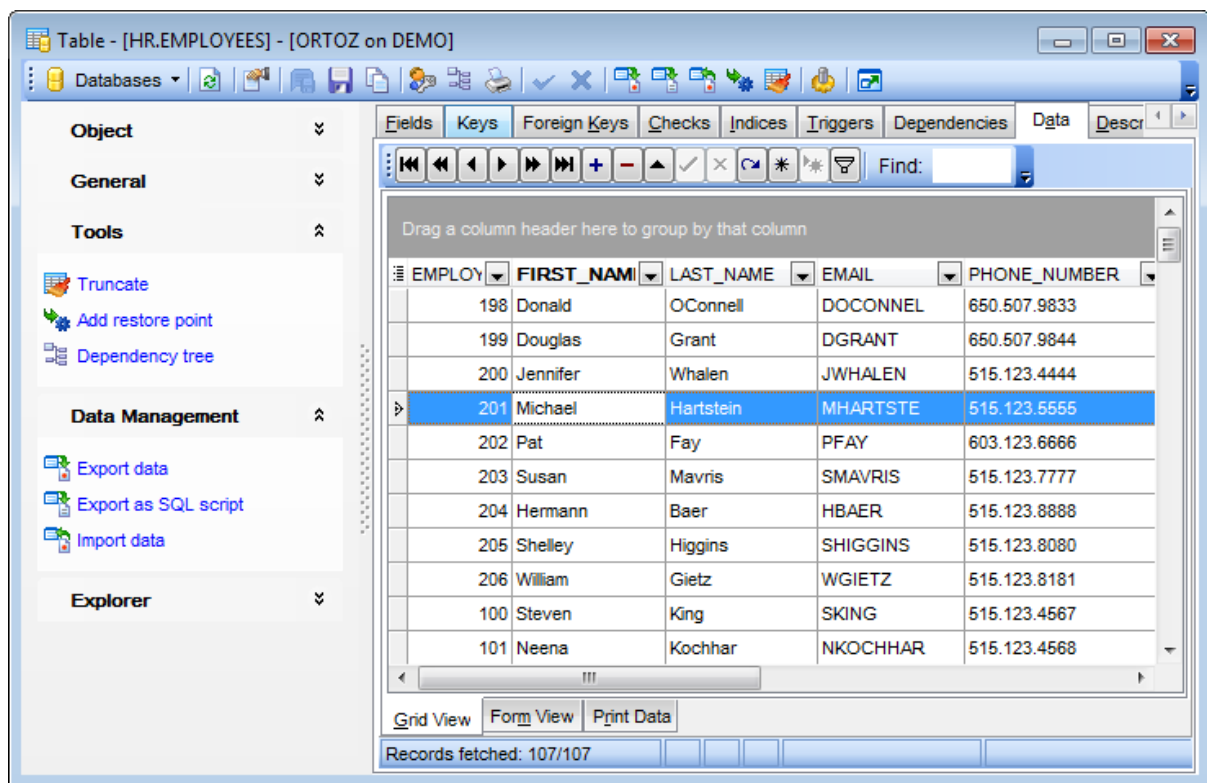 Table - [HR.EMPLOYEES] - [ORTOZ on DEMO]
Databases
Object
General
Tools
Truncate
Add restore point
Dependency tree
Data Management
Export data
Export as SQL script
Import data
Explorer
Fields Keys Foreign Keys Checks Indices Triggers Dependencies Data Descr
Find:
Drag a column header here to group by that column
EMPLOY FIRST_NAM LAST_NAME EMAIL PHONE_NUMBER
198 Donald OConnell DOCONNEL 650.507.9833
199 Douglas Grant DGRANT 650.507.9844
200 Jennifer Whalen JWHALEN 515.123.4444
201 Michael Hartstein MHARTSTE 515.123.5555
202 Pat Fay PFAY 603.123.6666
203 Susan Mavris SMAVRIS 515.123.7777
204 Hermann Baer HBAER 515.123.8888
205 Shelley Higgins SHIGGINS 515.123.8080
206 William Gietz WGIETZ 515.123.8181
100 Steven King SKING 515.123.4567
101 Neena Kochhar NKOCHHAR 515.123.4568
Grid View Form View Print Data
Records fetched: 107/107